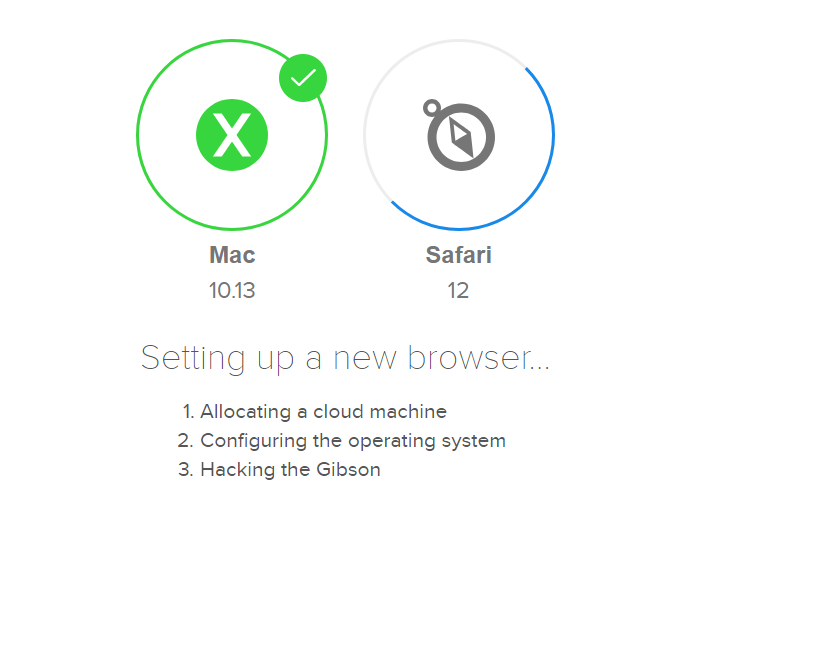 X
Mac
Safari
10.13
12
Setting up a new browser...
1. Allocating a cloud machine
2. Configuring the operating system
3. Hacking the Gibson